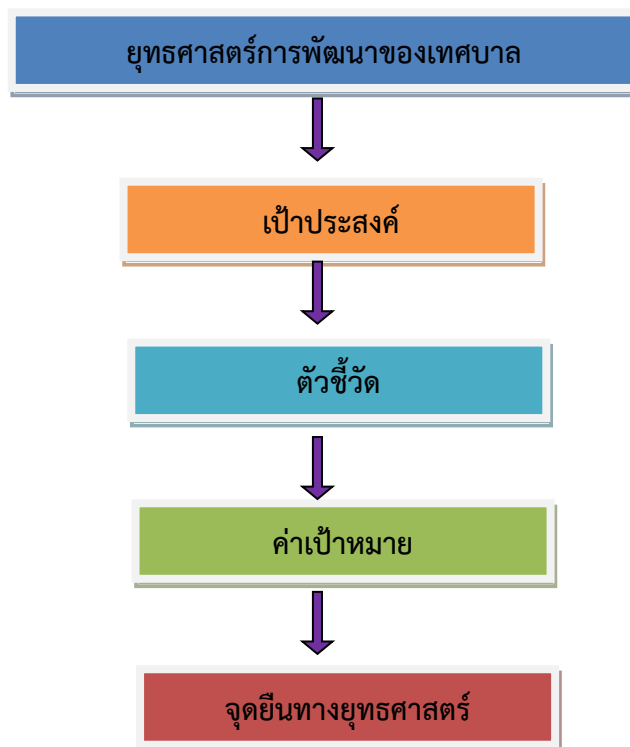 ยุทธศาสตร์การพัฒนาของเทศบาล
เป้าประสงค์
ตัวชี้วัด
ค่าเป้าหมาย
จุดยืนทางยุทธศาสตร์